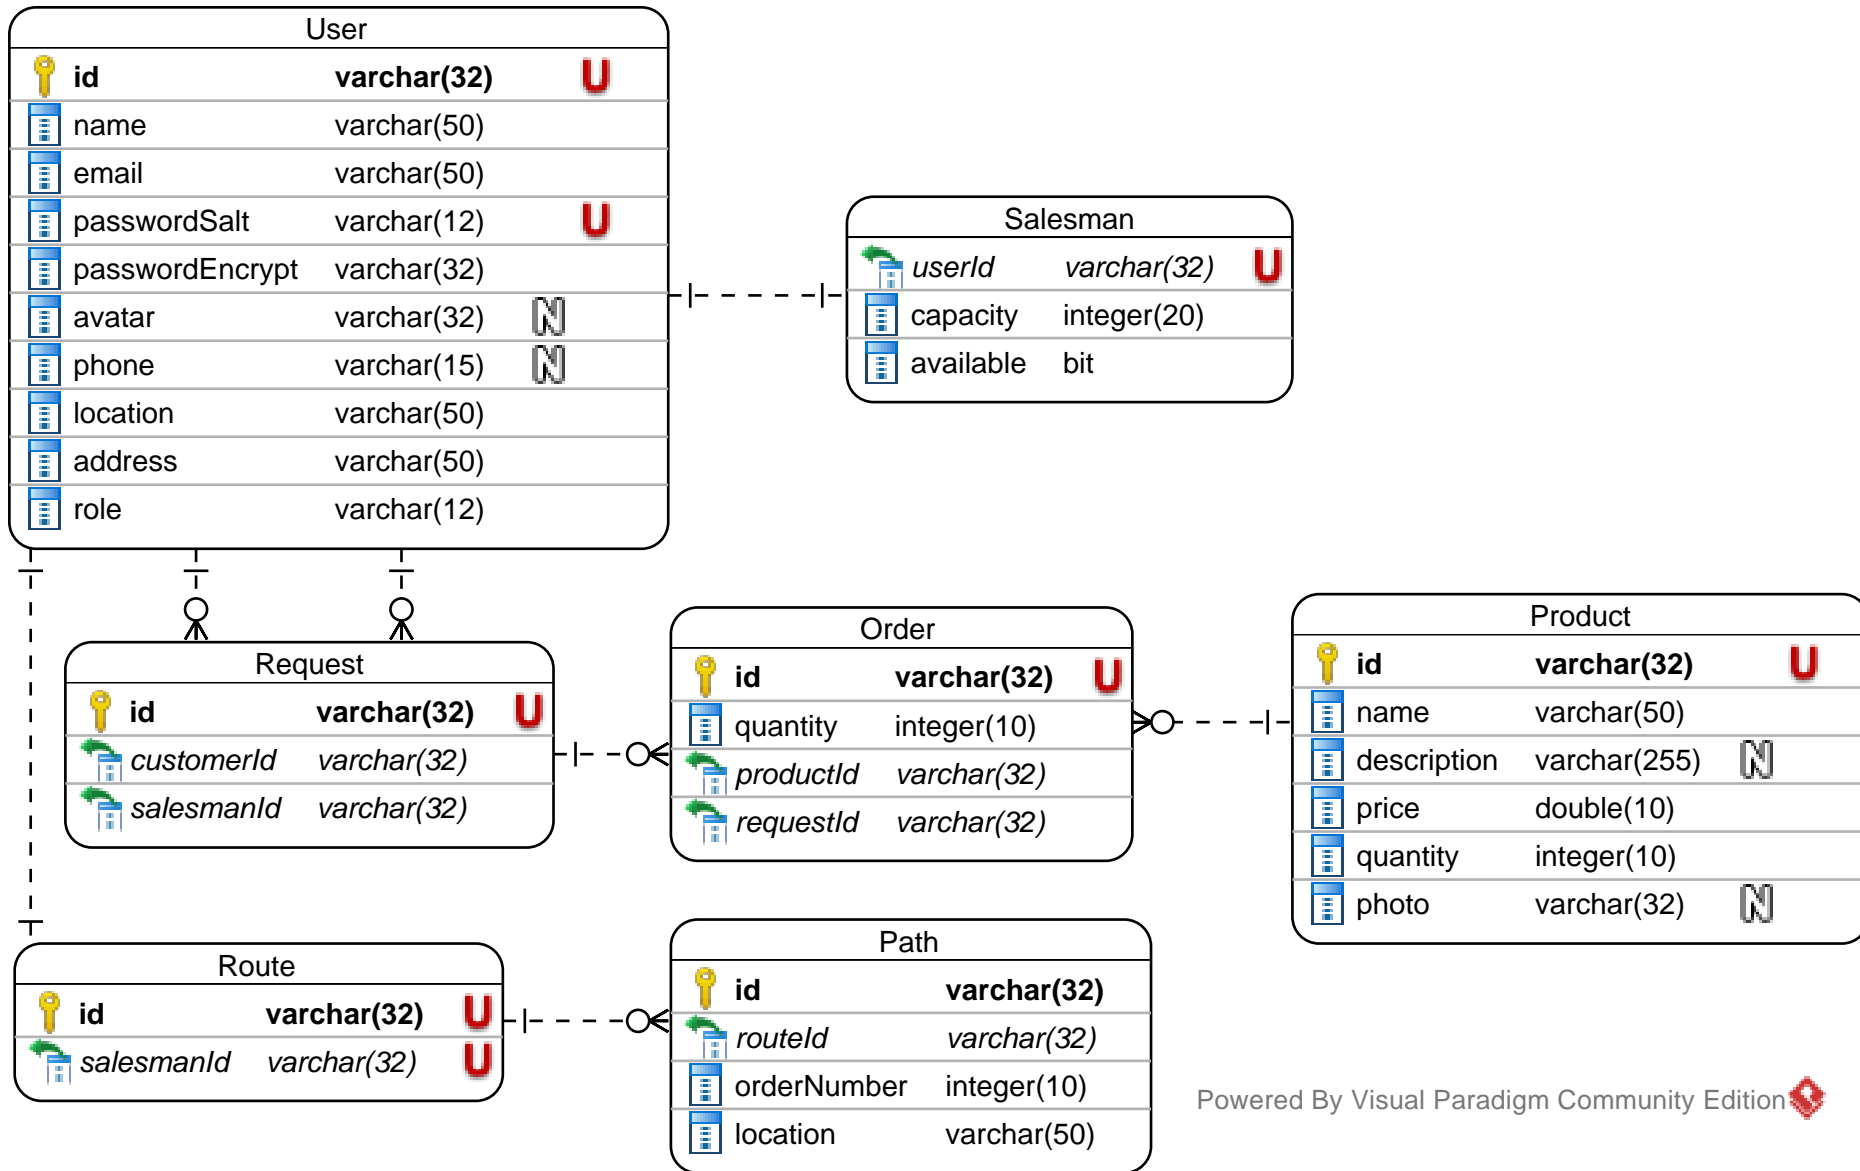 User
id varchar(32) U
name varchar(50)
email varchar(50)
passwordSalt varchar(12) U
passwordEncrypt varchar(32)
avatar varchar(32) N
phone varchar(15) N
location varchar(50)
address varchar(50)
role varchar(12)
Salesman
userId varchar(32) U
capacity integer(20)
available bit
Request
id varchar(32) U
customerId varchar(32)
salesmanId varchar(32)
Order
id varchar(32) U
quantity integer(10)
productId varchar(32)
requestId varchar(32)
Product
id varchar(32) U
name varchar(50)
description varchar(255) N
price double(10)
quantity integer(10)
photo varchar(32) N
Route
id varchar(32) U
salesmanId varchar(32) U
Path
id varchar(32)
routeId varchar(32)
orderNumber integer(10)
location varchar(50)
Powered By Visual Paradigm Community Edition